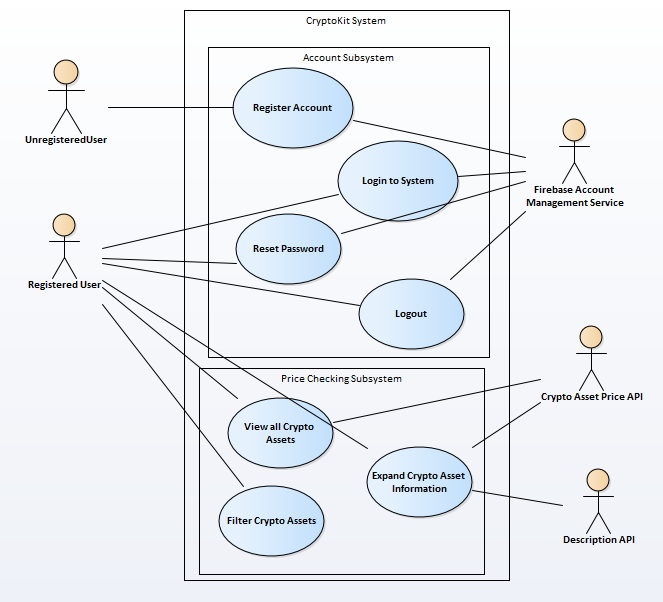 CryptoKit System
Account Subsystem
Register Account
UnregisteredUser
Login to System
Firebase Account
Management Service
Reset Password
Registered User
Logout
Price Checking Subsystem
Crypto Asset Price API
View all Crypto
Assets
Expand Crypto Asset
Information
Filter Crypto Assets
Description API